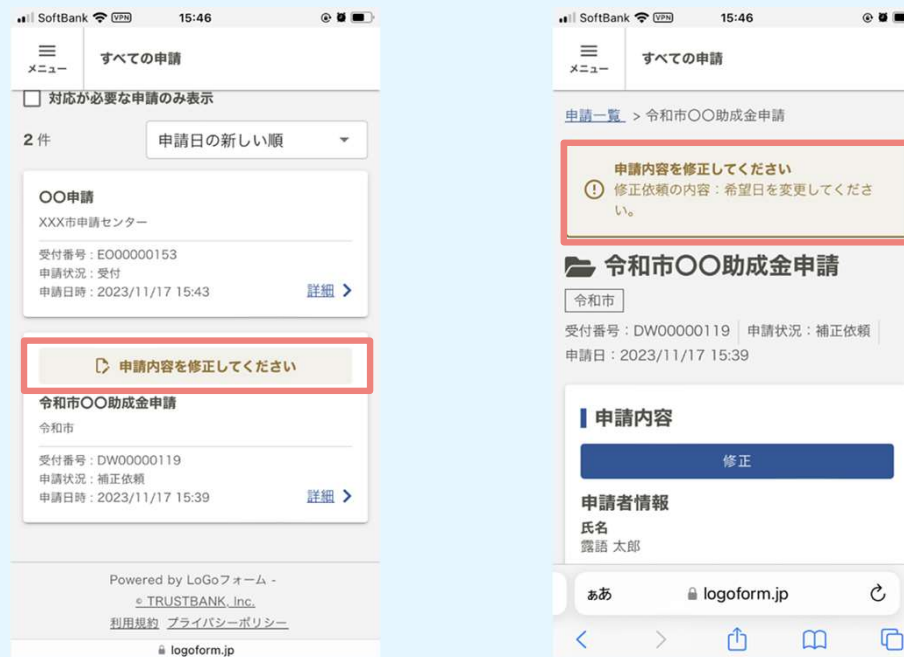 SoftBank VPN 15:46
メニュー
すべての申請
対応が必要な申請のみ表示
2 件
申請日の新しい順
〇〇申請
XXX市申請センター
受付番号 : EO00000153
申請状況 : 受付
申請日時 : 2023/11/17 15:43
詳細
申請内容を修正してください
令和市〇〇助成金申請
令和市
受付番号 : DW00000119
申請状況 : 補正依頼
申請日時 : 2023/11/17 15:39
詳細
Powered by LoGoフォーム -
© TRUSTBANK, Inc.
利用規約 プライバシーポリシー
logoform.jp
SoftBank VPN 15:46
メニュー
すべての申請
申請一覧 > 令和市〇〇助成金申請
申請内容を修正してください
修正依頼の内容：希望日を変更してくださ
い。
令和市〇〇助成金申請
令和市
受付番号：DW00000119 申請状況：補正依頼
申請日：2023/11/17 15:39
申請内容
修正
申請者情報
氏名
露語 太郎
ぁあ logoform.jp